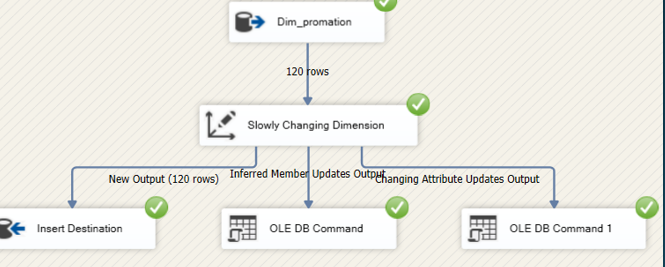 Dim_promation
120 rows
Slowly Changing Dimension
New Output (120 rows)
Inferred Member Updates Output
Changing Attribute Updates Output
Insert Destination
OLE DB Command
OLE DB Command 1